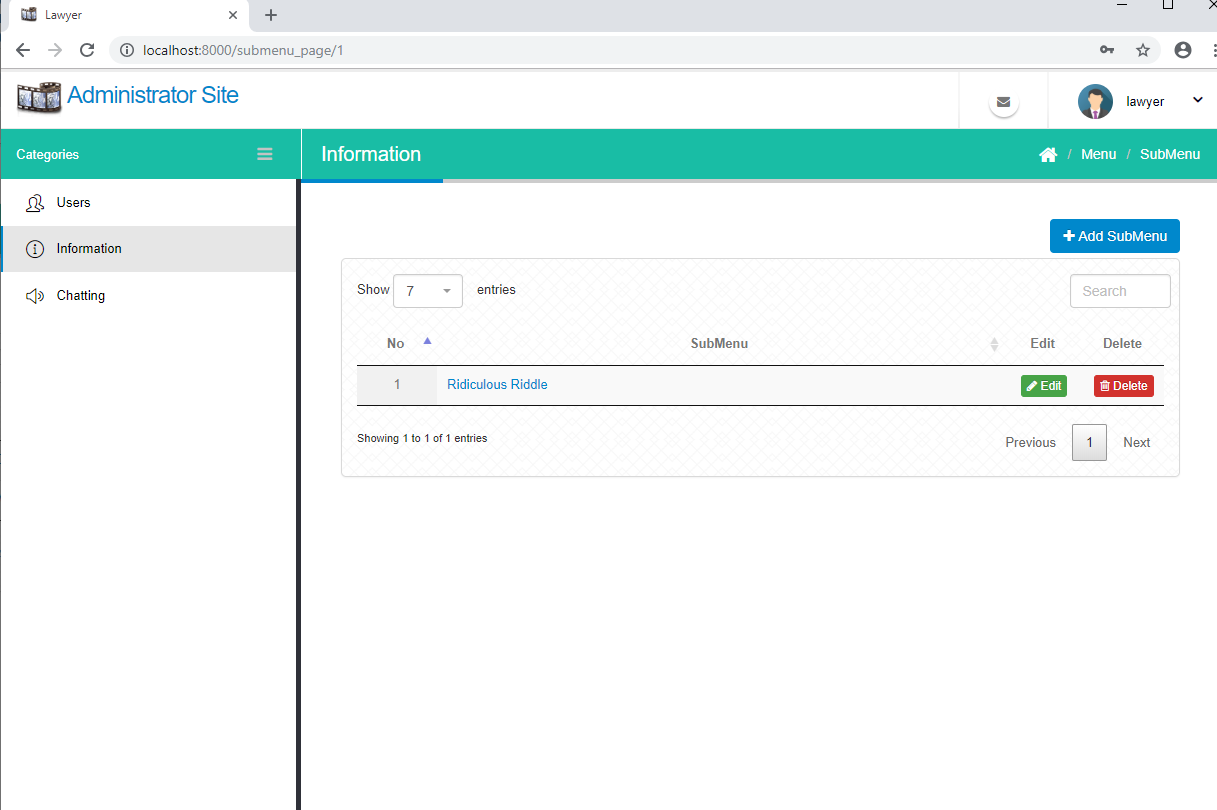 Lawyer
localhost:8000/submenu_page/1
Administrator Site
lawyer
Categories
Information
/ Menu / SubMenu
Users
Information
Chatting
Add SubMenu
Show 7 entries
Search
No SubMenu Edit Delete
1 Ridiculous Riddle Edit Delete
Showing 1 to 1 of 1 entries
Previous 1 Next